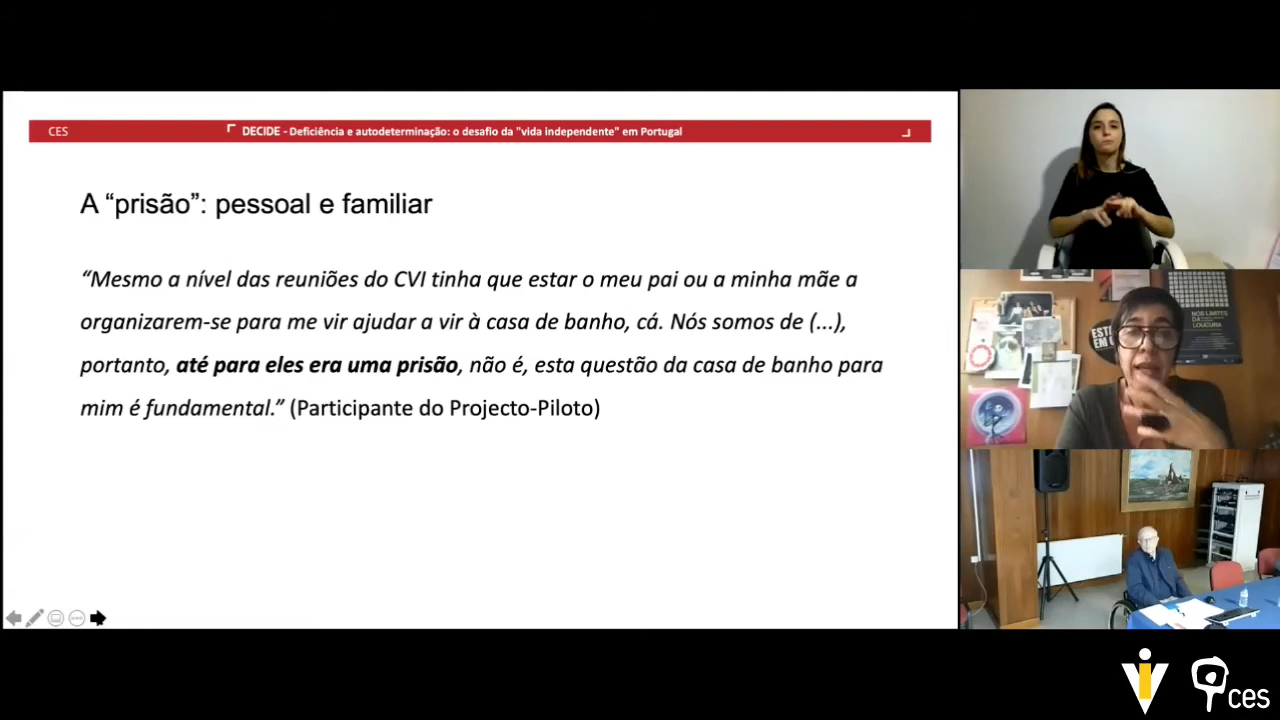 CES
DECIDE - Deficiência e autodeterminação: o desafio da "vida independente" em Portugal
A “prisão”: pessoal e familiar
“Mesmo a nível das reuniões do CVI tinha que estar o meu pai ou a minha mãe a
organizarem-se para me vir ajudar a vir à casa de banho, cá. Nós somos de (...),
portanto, até para eles era uma prisão, não é, esta questão da casa de banho para
mim é fundamental.” (Participante do Projecto-Piloto)
NOS LIMITES
DA
LOUCURA
ces